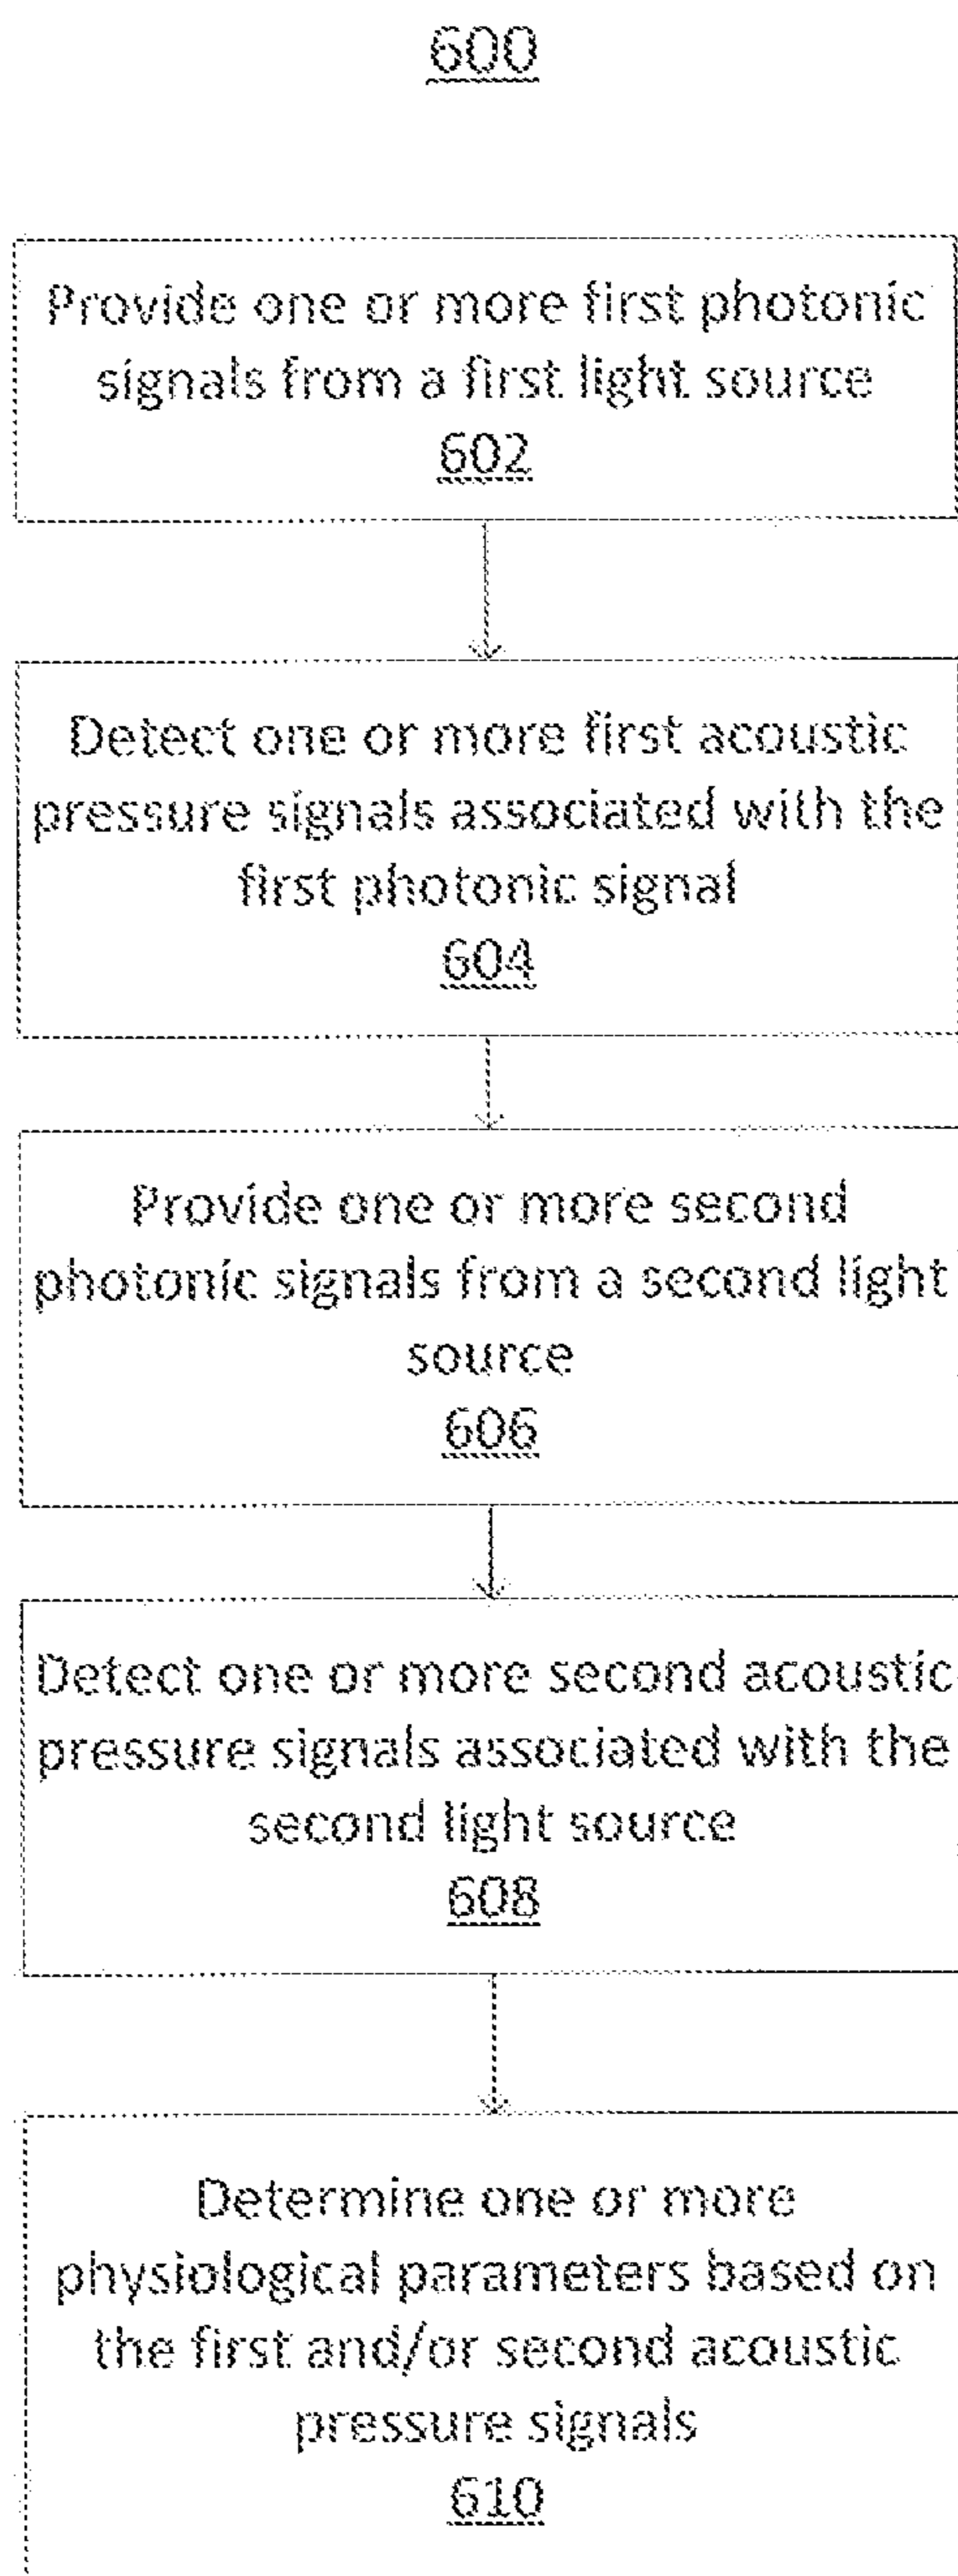 600
Provide one or more first photonic
signals from a first light source
602
Detect one or more first acoustic
pressure signals associated with the
first photonic signal
604
Provide one or more second
photonic signals from a second light
source
606
Detect one or more second acoustic
pressure signals associated with the
second light source
608
Determine one or more
physiological parameters based on
the first and/or second acoustic
pressure signals
610